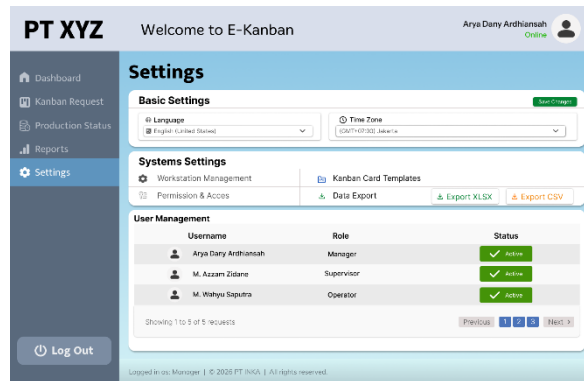 PT XYZ
Welcome to E-Kanban
Arya Dany Ardhiansah
Online
Dashboard
Kanban Request
Production Status
Reports
Settings
Log Out
Settings
Basic Settings
Save Changes
Language
English (United States)
Time Zone
(GMT+07:00) Jakarta
Systems Settings
Workstation Management
Kanban Card Templates
Permission & Acces
Data Export
Export XLSX
Export CSV
User Management
Username Role Status
Arya Dany Ardhiansah Manager Active
M. Azzam Zidane Supervisor Active
M. Wahyu Saputra Operator Active
Showing 1 to 5 of 5 requests
Previous 1 2 3 Next >
Logged in as: Manager | © 2026 PT INKA | All rights reserved.